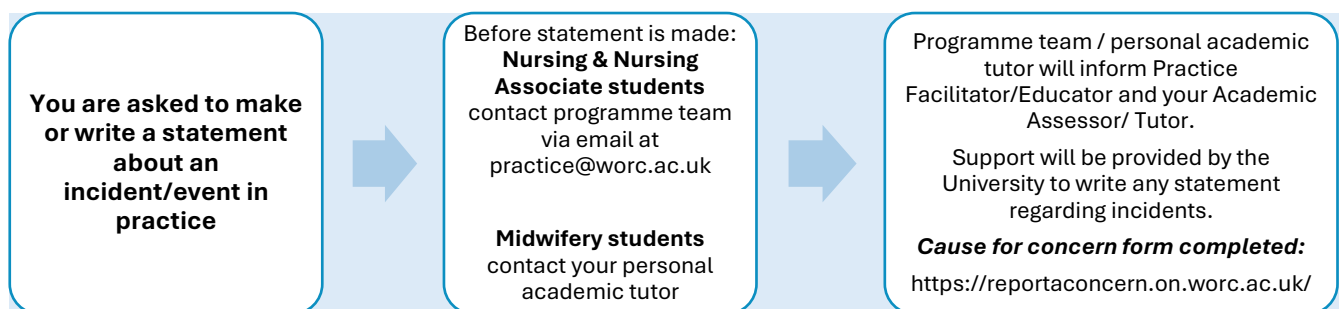 You are asked to make
or write a statement
about an
incident/event in
practice
Before statement is made:
Nursing & Nursing
Associate students
contact programme team
via email at
practice@worc.ac.uk
Midwifery students
contact your personal
academic tutor
Programme team / personal academic
tutor will inform Practice
Facilitator/Educator and your Academic
Assessor/ Tutor.
Support will be provided by the
University to write any statement
regarding incidents.
Cause for concern form completed:
https://reportaconcern.on.worc.ac.uk/